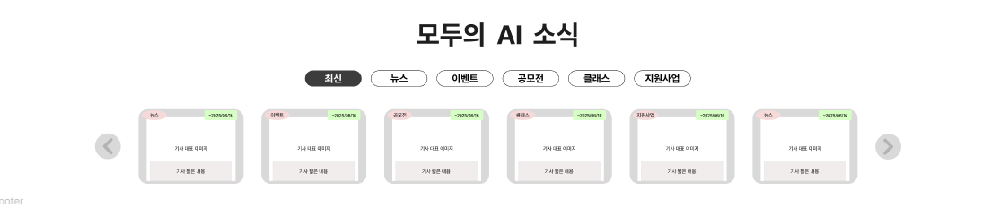 모두의 AI 소식
최신 뉴스 이벤트 공모전 클래스 지원사업
뉴스 ~2025/06/16 이벤트 ~2025/06/16 공모전 ~2025/06/16 클래스 ~2025/06/16 지원사업 ~2025/06/16 뉴스 ~2025/06/16
기사 대표 이미지 기사 대표 이미지 기사 대표 이미지 기사 대표 이미지 기사 대표 이미지 기사 대표 이미지
기사 짧은 내용 기사 짧은 내용 기사 짧은 내용 기사 짧은 내용 기사 짧은 내용 기사 짧은 내용
ooter